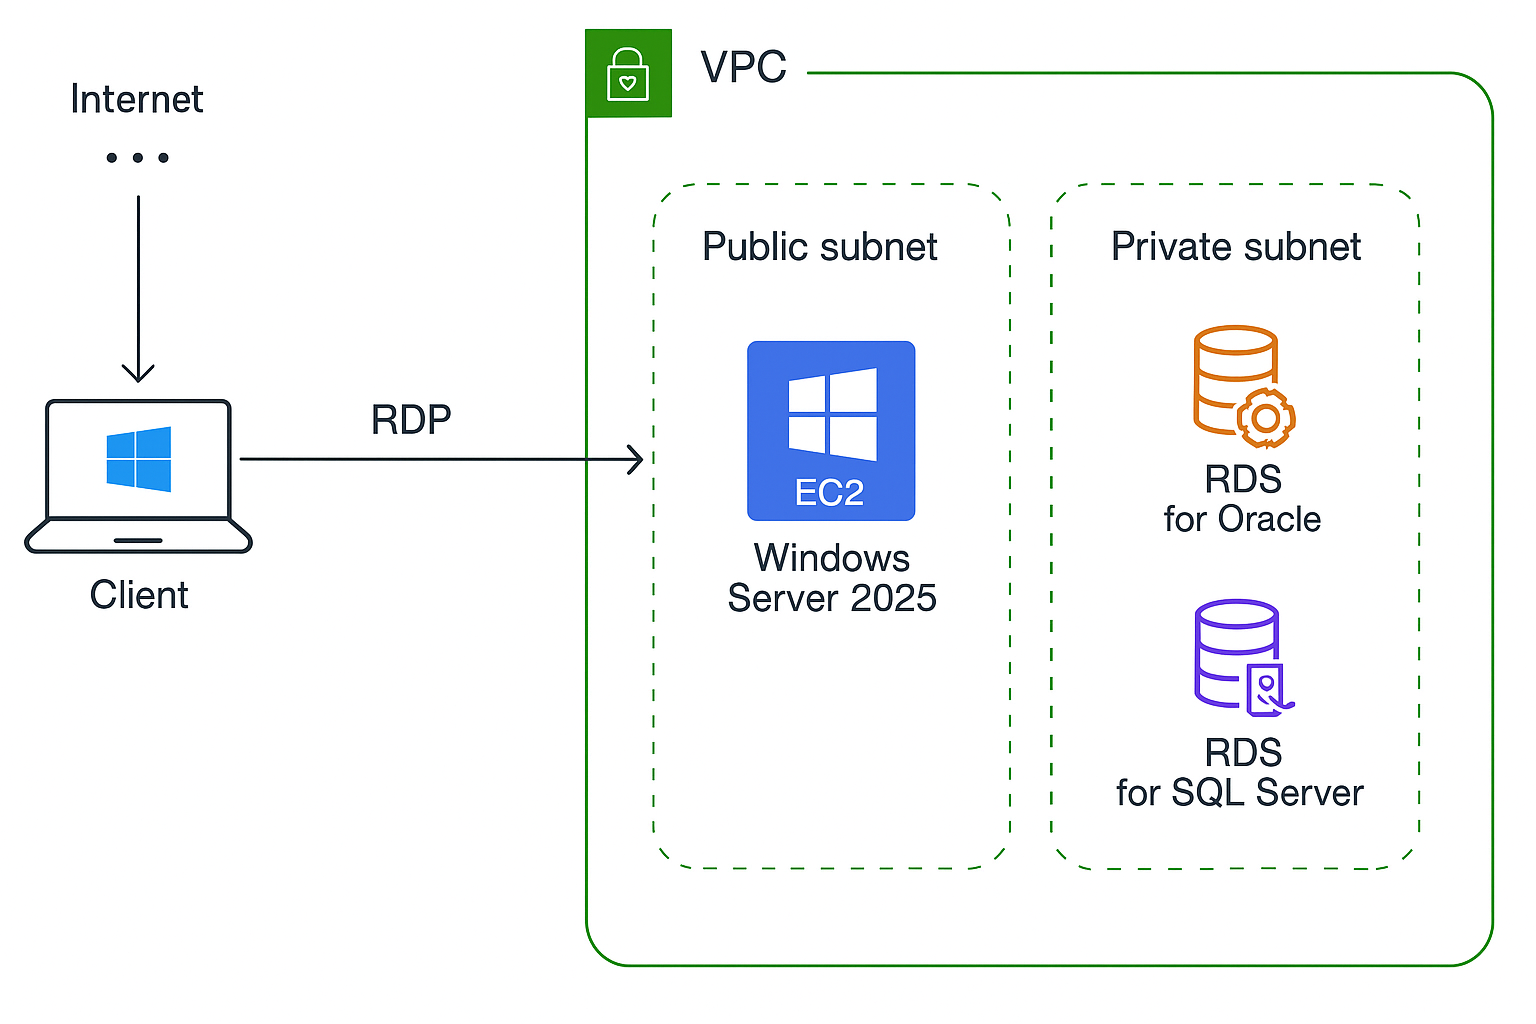 Internet
VPC
Public subnet
Private subnet
RDP
EC2
Windows
Server 2025
Client
RDS
for Oracle
RDS
for SQL Server